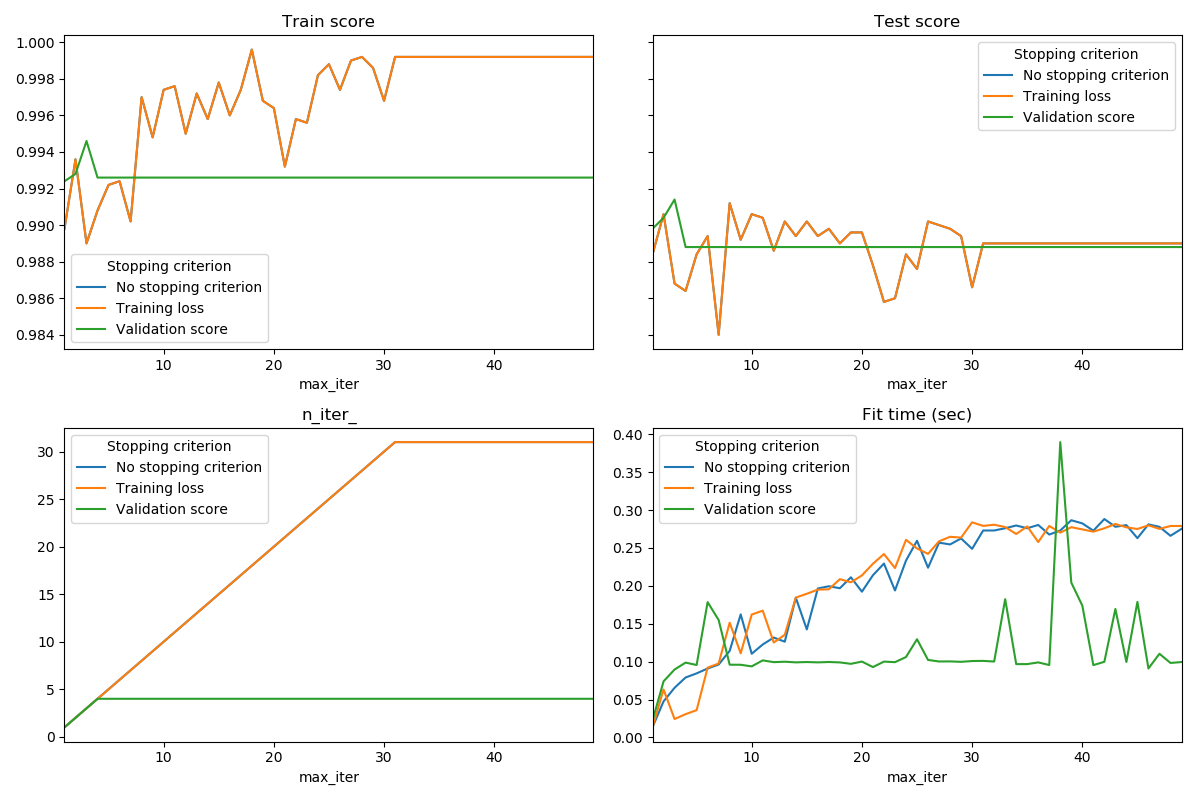 Train score
1.000
0.998
0.996
0.994
0.992
0.990
0.988
0.986
0.984
Stopping criterion
No stopping criterion
Training loss
Validation score
10 20 30 40
max_iter
Test score
Stopping criterion
No stopping criterion
Training loss
Validation score
10 20 30 40
max_iter
n_iter_
30
25
20
15
10
5
0
Stopping criterion
No stopping criterion
Training loss
Validation score
10 20 30 40
max_iter
Fit time (sec)
0.40
0.35
0.30
0.25
0.20
0.15
0.10
0.05
0.00
Stopping criterion
No stopping criterion
Training loss
Validation score
10 20 30 40
max_iter